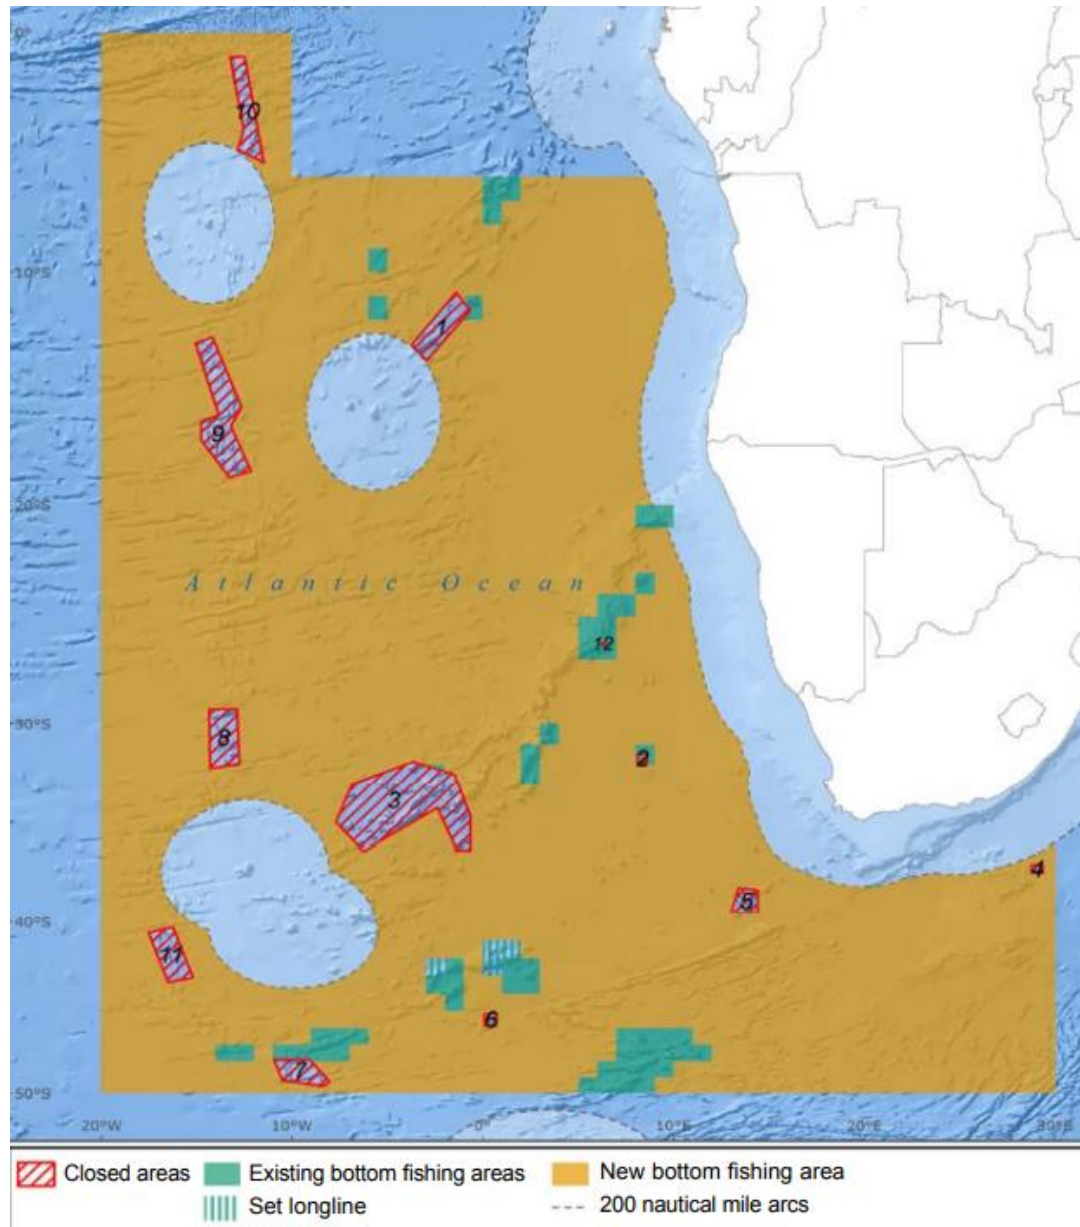 0°
10
10°S
1
9
20°S
Atlantic Ocean
12
30°S
8
2
3
4
5
40°S
11
6
7
50°S
20°W 10°W 0° 10°E 20°E 30°E
Closed areas Existing bottom fishing areas New bottom fishing area
Set longline 200 nautical mile arcs